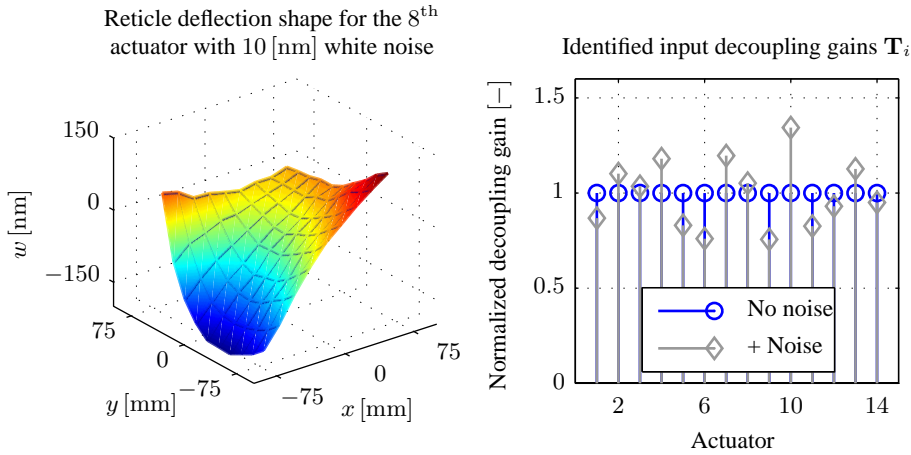 Reticle deflection shape for the 8th
actuator with 10 [nm] white noise
150
0
−150
w [nm]
75
0
−75
y [mm]
−75
0
75
x [mm]
Identified input decoupling gains Ti
Normalized decoupling gain [−]
1.5
1
0.5
0
No noise
+ Noise
2
6
10
14
Actuator